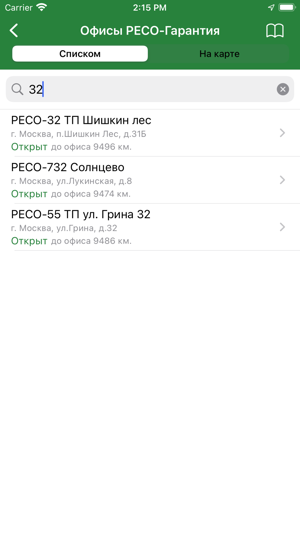 Carrier 2:15 PM
Офисы РЕСО-Гарантия
Списком На карте
32
РЕСО-32 ТП Шишкин лес
г. Москва, п.Шишкин Лес, д.31Б
Открыт до офиса 9496 км.
РЕСО-732 Солнцево
г. Москва, ул.Лукинская, д.8
Открыт до офиса 9474 км.
РЕСО-55 ТП ул. Грина 32
г. Москва, ул.Грина, д.32
Открыт до офиса 9486 км.